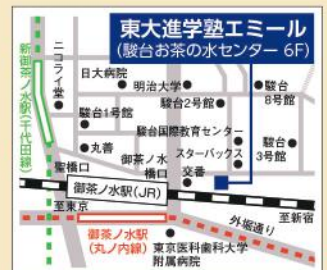 東大進学塾エミール
(駿台お茶の水センター 6F)
新御茶ノ水駅(千代田線)
ニコライ堂
日大病院
明治大学
駿台
8号館
駿台1号館
駿台2号館
丸善
駿台国際教育センター
スターバックス
駿台
3号館
聖橋口
御茶ノ水
橋口
交番
御茶ノ水駅(JR)
至東京
至新宿
外堀通り
御茶ノ水駅
(丸ノ内線)
東京医科歯科大学
附属病院